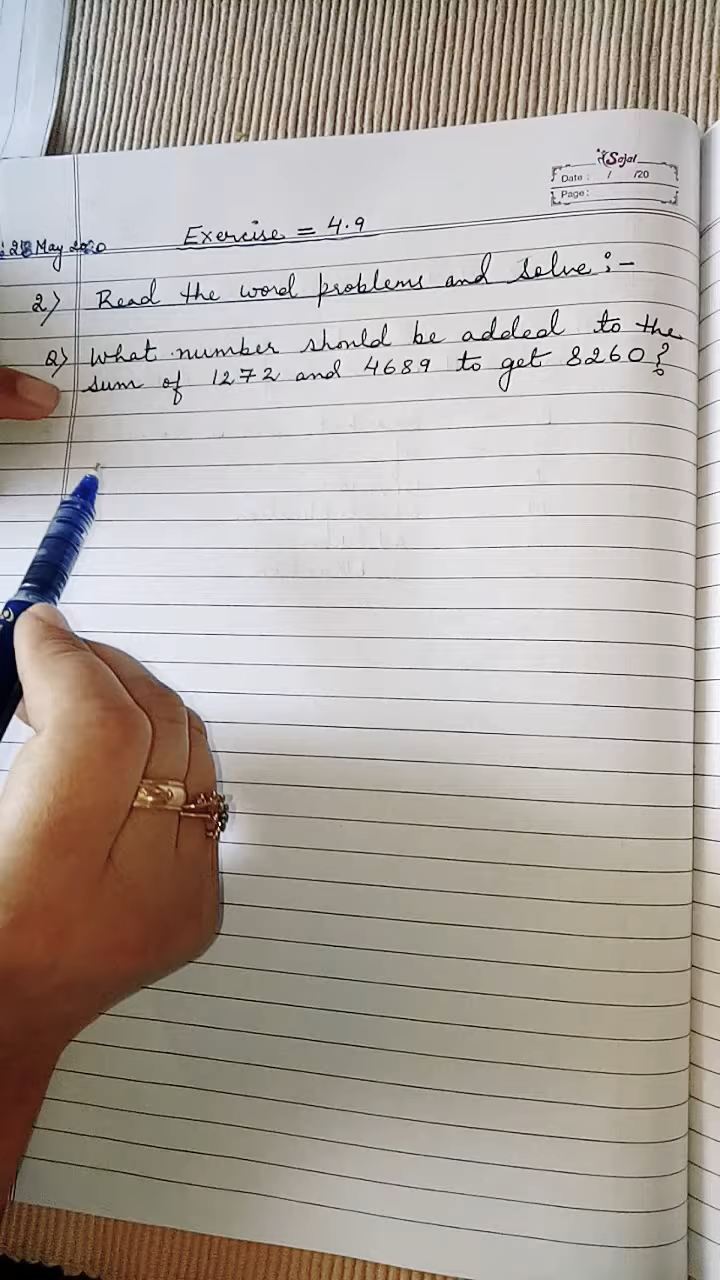 Sojal
Date : / /20
Page:
Exercise = 4.9
May
2) Read the word problems and solve :-
Q) What number should be added to the
sum of 1272 and 4689 to get 8260?